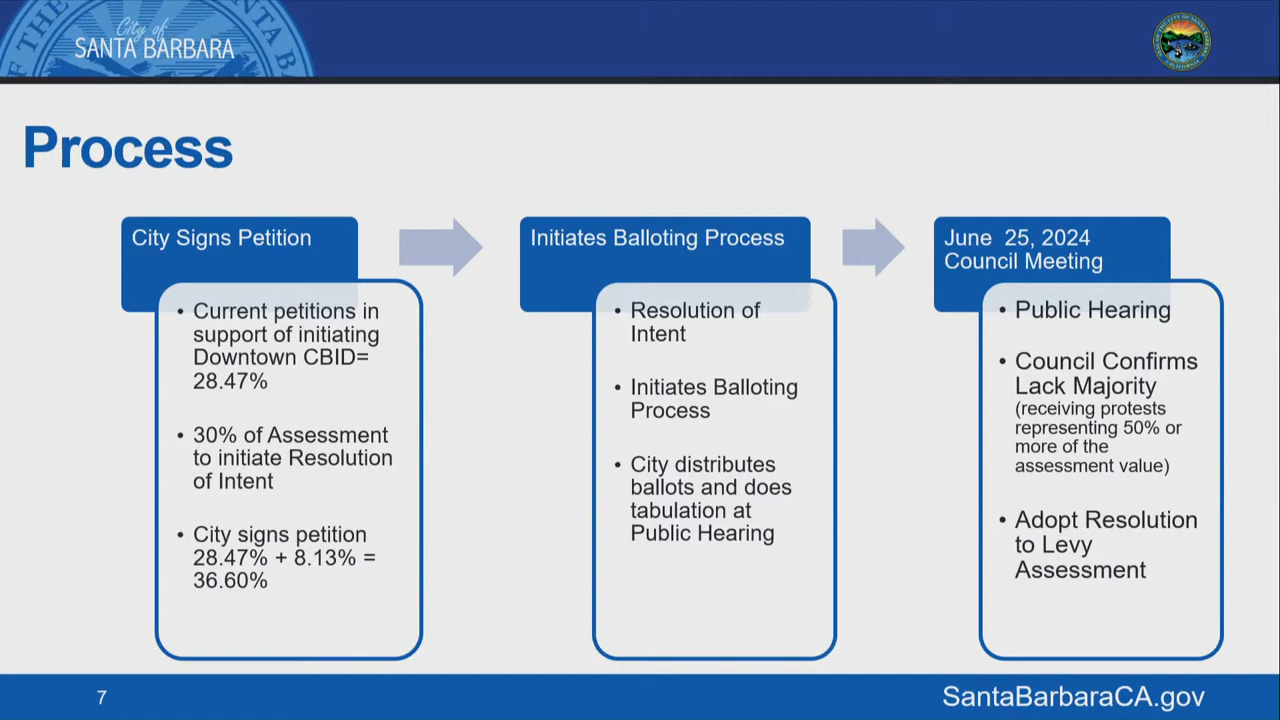 City of
SANTA BARBARA
Process
City Signs Petition
• Current petitions in
support of initiating
Downtown CBID=
28.47%
• 30% of Assessment
to initiate Resolution
of Intent
• City signs petition
28.47% + 8.13% =
36.60%
Initiates Balloting Process
• Resolution of
Intent
• Initiates Balloting
Process
• City distributes
ballots and does
tabulation at
Public Hearing
June 25, 2024
Council Meeting
• Public Hearing
• Council Confirms
Lack Majority
(receiving protests
representing 50% or
more of the
assessment value)
• Adopt Resolution
to Levy
Assessment
7
SantaBarbaraCA.gov